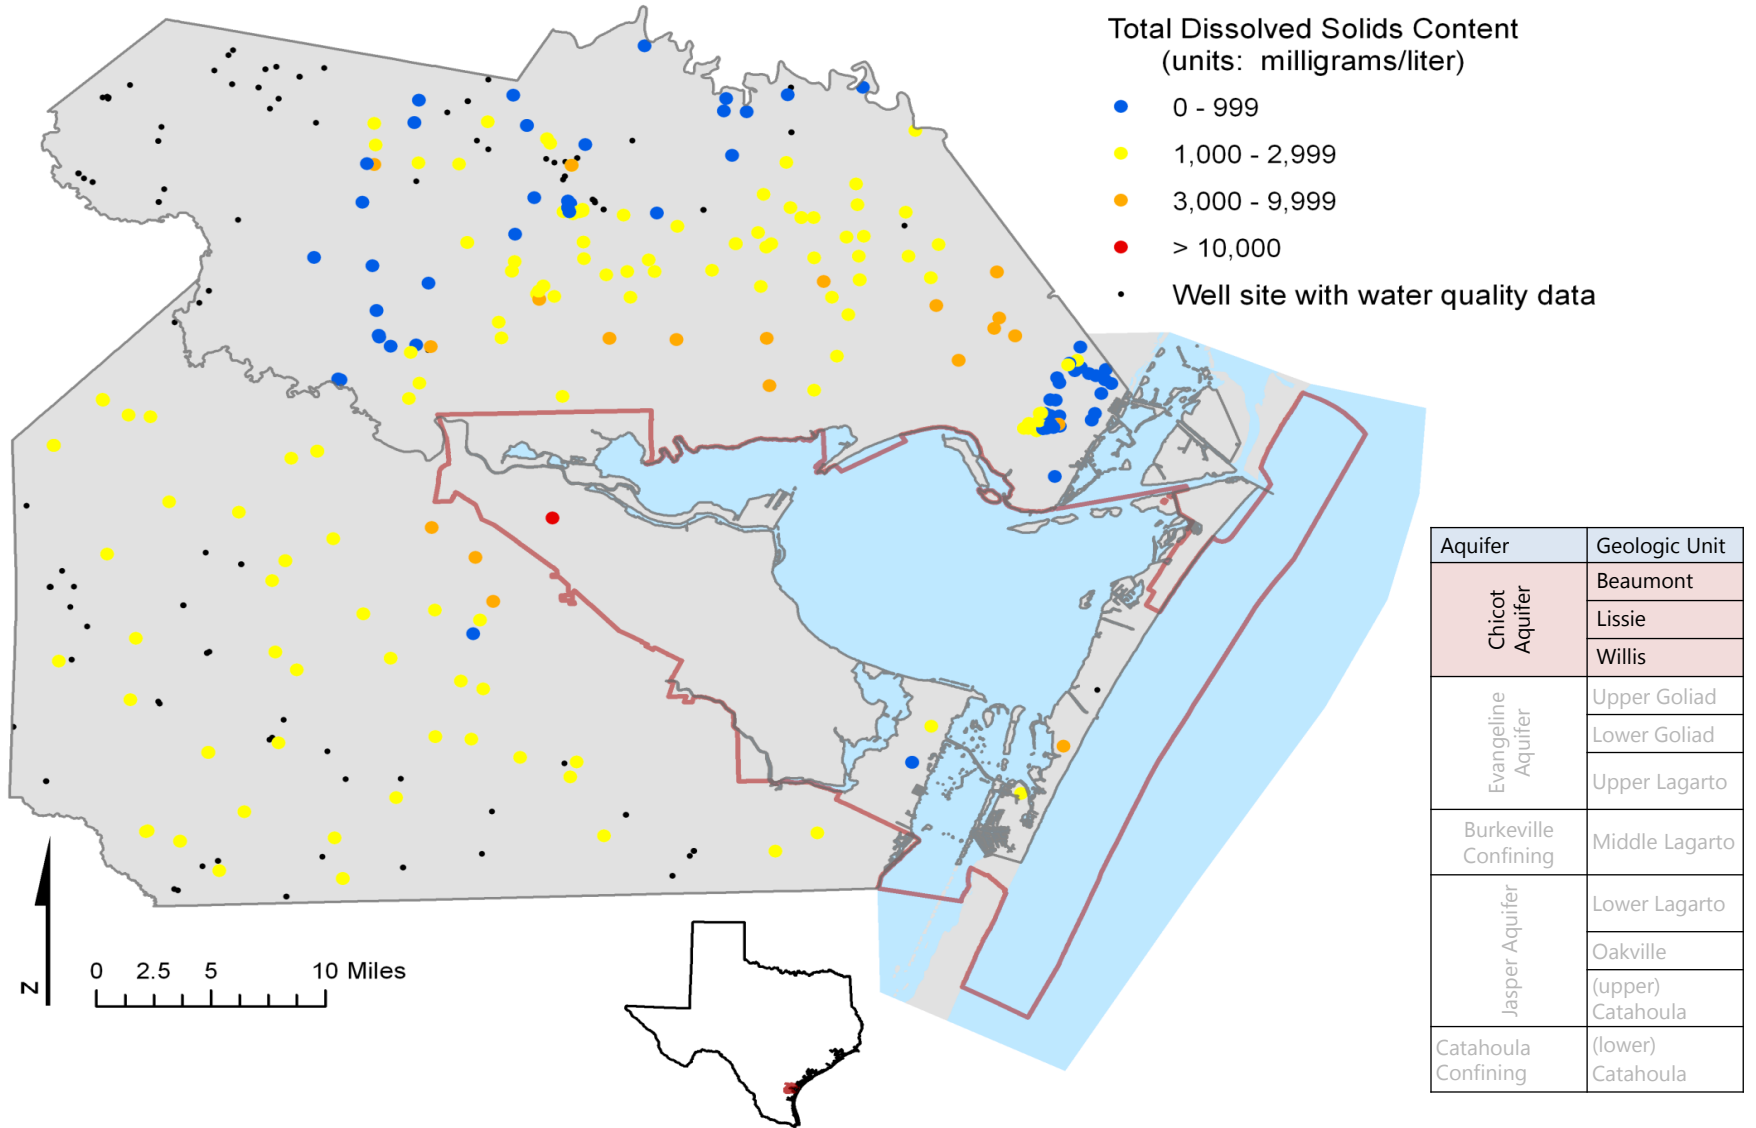 Total Dissolved Solids Content
(units: milligrams/liter)
0 - 999
1,000 - 2,999
3,000 - 9,999
> 10,000
Well site with water quality data
Aquifer
Geologic Unit
Chicot
Aquifer
Beaumont
Lissie
Willis
Evangeline
Aquifer
Upper Goliad
Lower Goliad
Upper Lagarto
Burkeville
Confining
Middle Lagarto
Jasper Aquifer
Lower Lagarto
Oakville
(upper)
Catahoula
Catahoula
Confining
(lower)
Catahoula
N
0 2.5 5 10 Miles